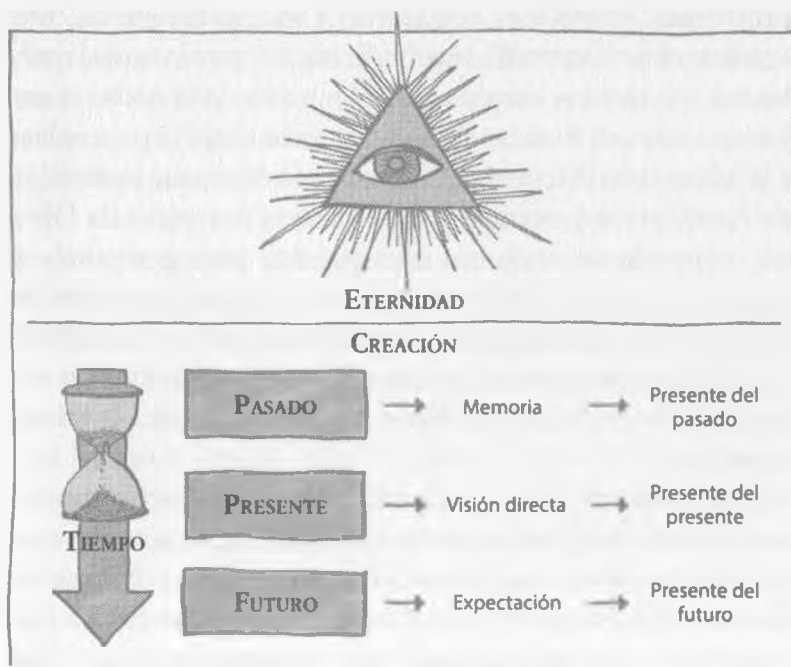 ETERNIDAD
CREACIÓN
PASADO
Memoria
Presente del
pasado
PRESENTE
Visión directa
Presente del
presente
TIEMPO
FUTURO
Expectación
Presente del
futuro